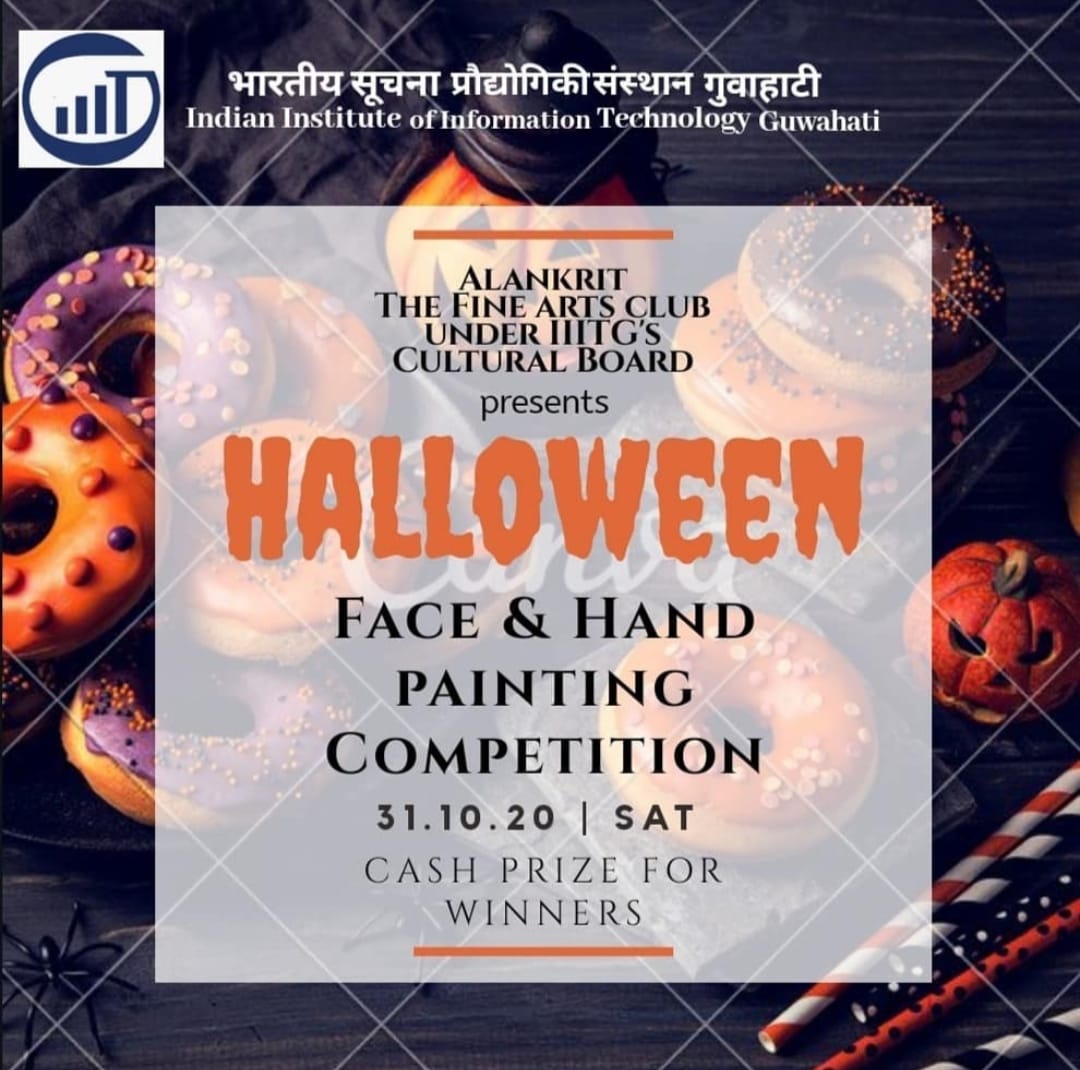 भारतीय सूचना प्रौद्योगिकी संस्थान गुवाहाटी
Indian Institute of Information Technology Guwahati
Alankrit
The Fine arts club
under IIITG's
Cultural Board
presents
HALLOWEEN
Canva
Face & Hand
painting
Competition
31.10.20 | SAT
CASH PRIZE FOR
WINNERS